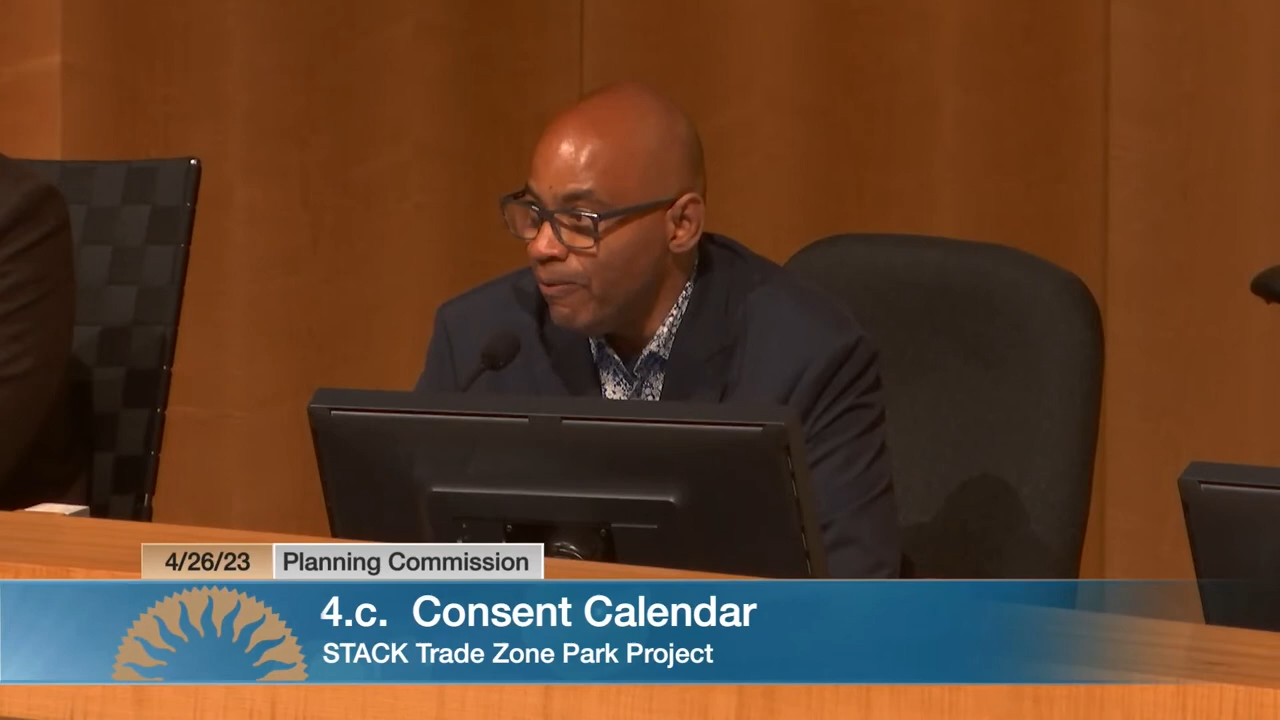 4/26/23 Planning Commission
4.c. Consent Calendar
STACK Trade Zone Park Project